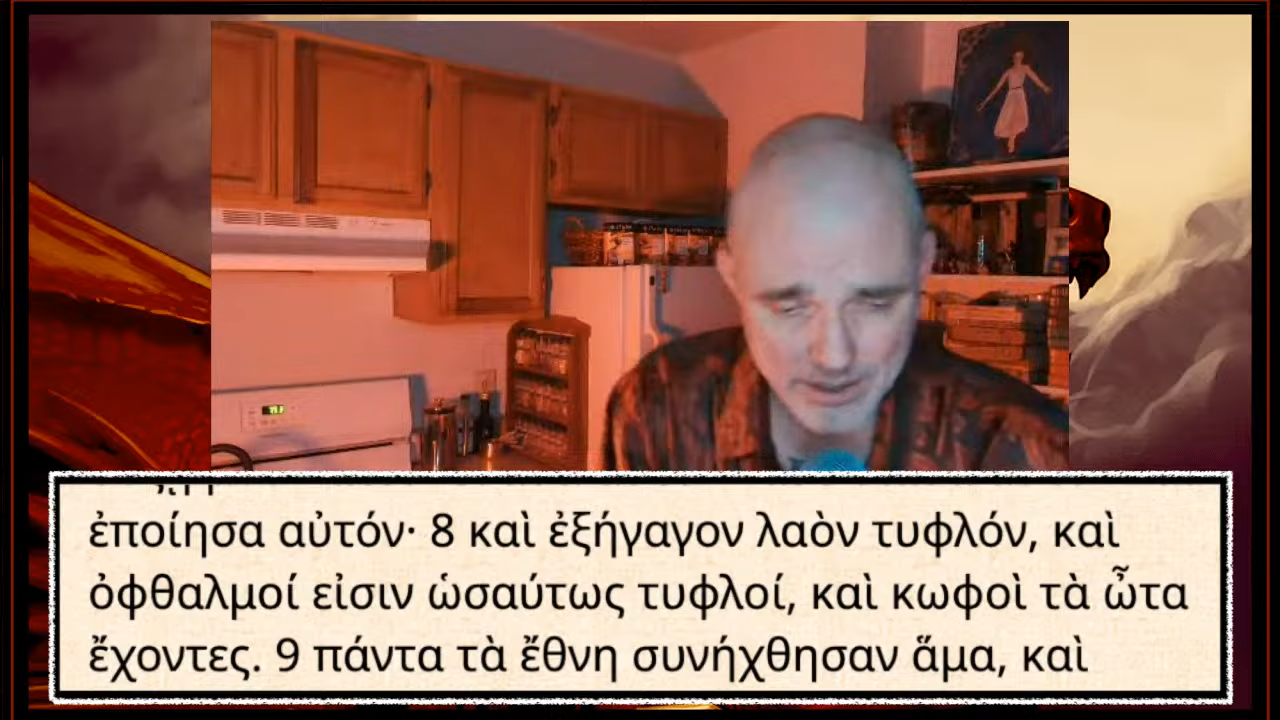 ἐποίησα αὐτόν· 8 καὶ ἐξήγαγον λαὸν τυφλόν, καὶ
ὀφθαλμοί εἰσιν ὡσαύτως τυφλοί, καὶ κωφοὶ τὰ ὦτα
ἔχοντες. 9 πάντα τὰ ἔθνη συνήχθησαν ἅμα, καὶ